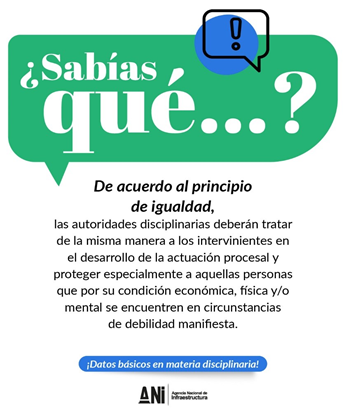 ¿Sabías
qué...?
!
De acuerdo al principio
de igualdad,
las autoridades disciplinarias deberán tratar
de la misma manera a los intervinientes en
el desarrollo de la actuación procesal y
proteger especialmente a aquellas personas
que por su condición económica, física y/o
mental se encuentren en circunstancias
de debilidad manifiesta.
¡Datos básicos en materia disciplinaria!
ANi
Agencia Nacional de
Infraestructura